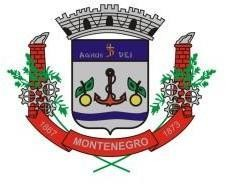 AGNUS DEI
1867 MONTENEGRO 1873